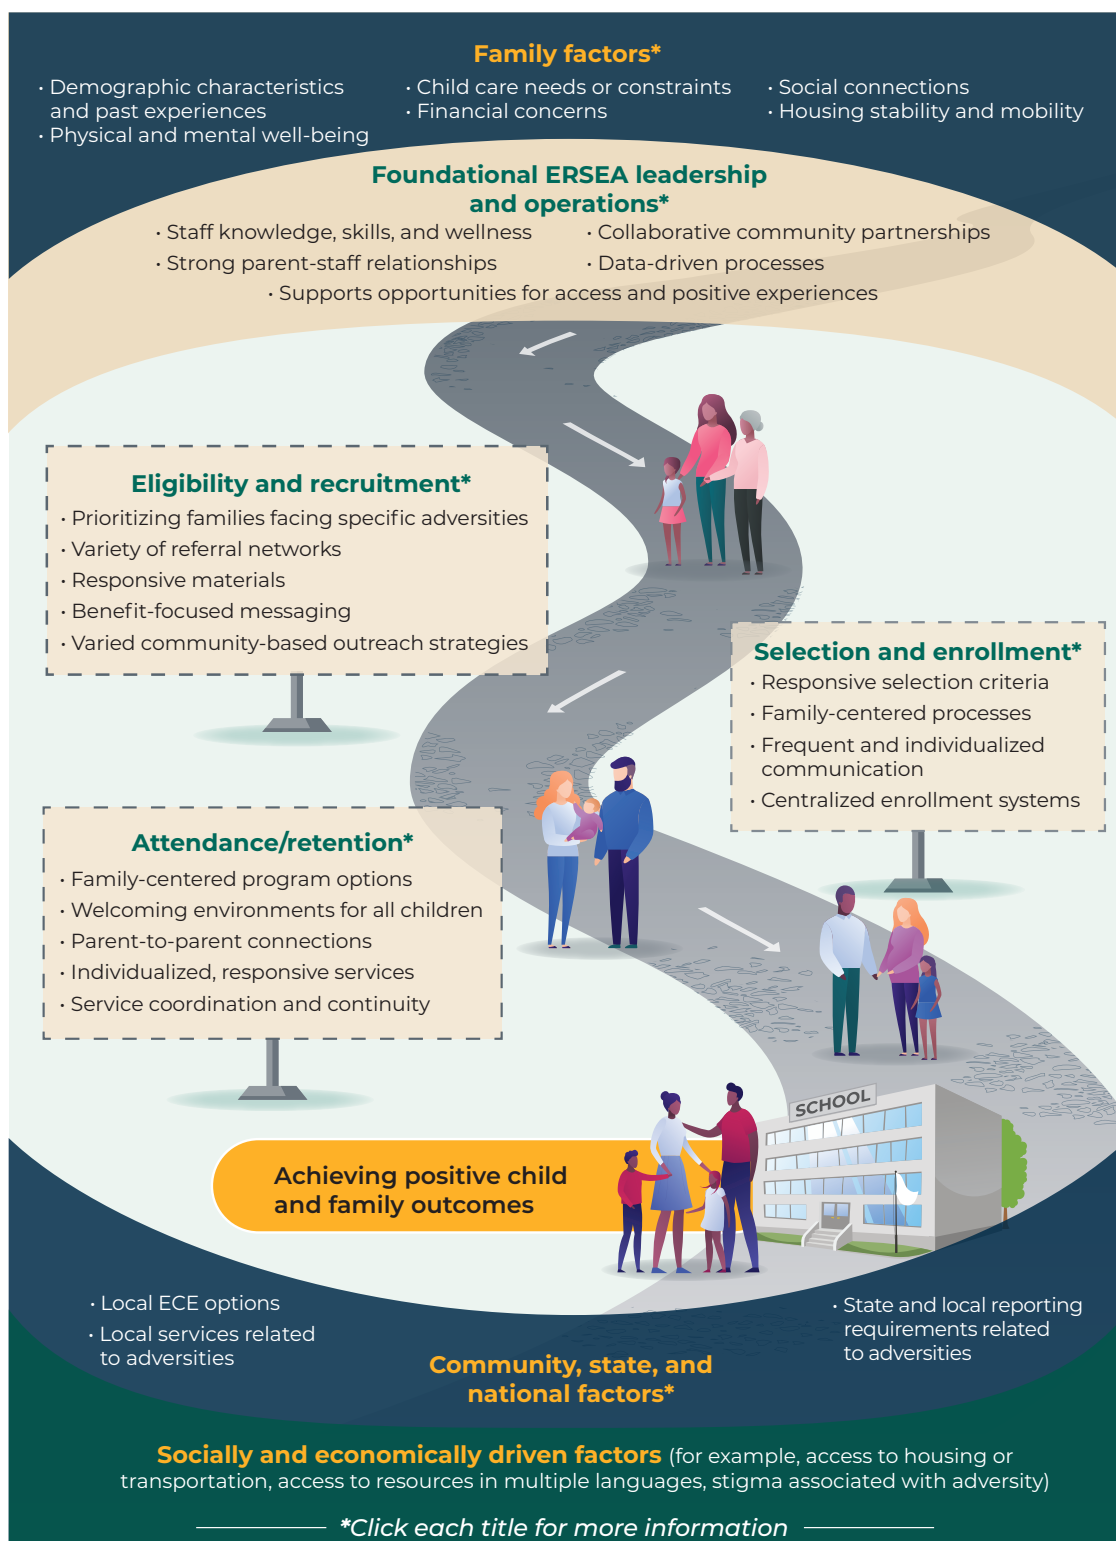 Family factors*
· Demographic characteristics
and past experiences
· Physical and mental well-being
· Child care needs or constraints
· Financial concerns
· Social connections
· Housing stability and mobility
Foundational ERSEA leadership
and operations*
· Staff knowledge, skills, and wellness
· Strong parent-staff relationships
· Collaborative community partnerships
· Data-driven processes
· Supports opportunities for access and positive experiences
Eligibility and recruitment*
· Prioritizing families facing specific adversities
· Variety of referral networks
· Responsive materials
· Benefit-focused messaging
· Varied community-based outreach strategies
Selection and enrollment*
· Responsive selection criteria
· Family-centered processes
· Frequent and individualized
communication
· Centralized enrollment systems
Attendance/retention*
· Family-centered program options
· Welcoming environments for all children
· Parent-to-parent connections
· Individualized, responsive services
· Service coordination and continuity
SCHOOL
Achieving positive child
and family outcomes
· Local ECE options
· Local services related
to adversities
· State and local reporting
requirements related
to adversities
Community, state, and
national factors*
Socially and economically driven factors (for example, access to housing or
transportation, access to resources in multiple languages, stigma associated with adversity)
*Click each title for more information